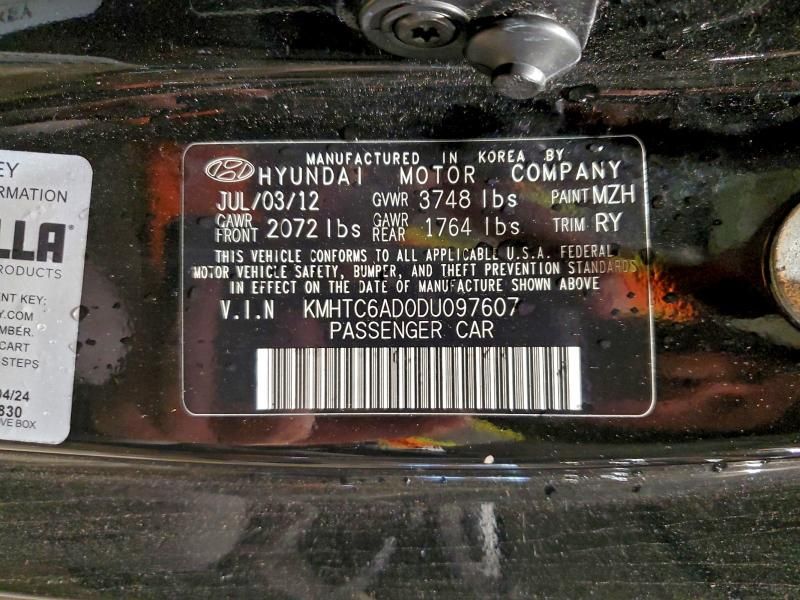 MANUFACTURED IN KOREA BY
HYUNDAI MOTOR COMPANY
JUL/03/12 GVWR 3748 lbs PAINT MZH
GAWR FRONT 2072 lbs GAWR REAR 1764 lbs. TRIM RY
THIS VEHICLE CONFORMS TO ALL APPLICABLE U.S.A. FEDERAL
MOTOR VEHICLE SAFETY, BUMPER, AND THEFT PREVENTION STANDARDS
IN EFFECT ON THE DATE OF MANUFACTURE SHOWN ABOVE
V.I.N KMHTC6AD0DU097607
PASSENGER CAR
EY
ORMATION
LLA
PRODUCTS
NT KEY:
Y.COM
MBER.
CART
STEPS
04/24
830
OVE BOX